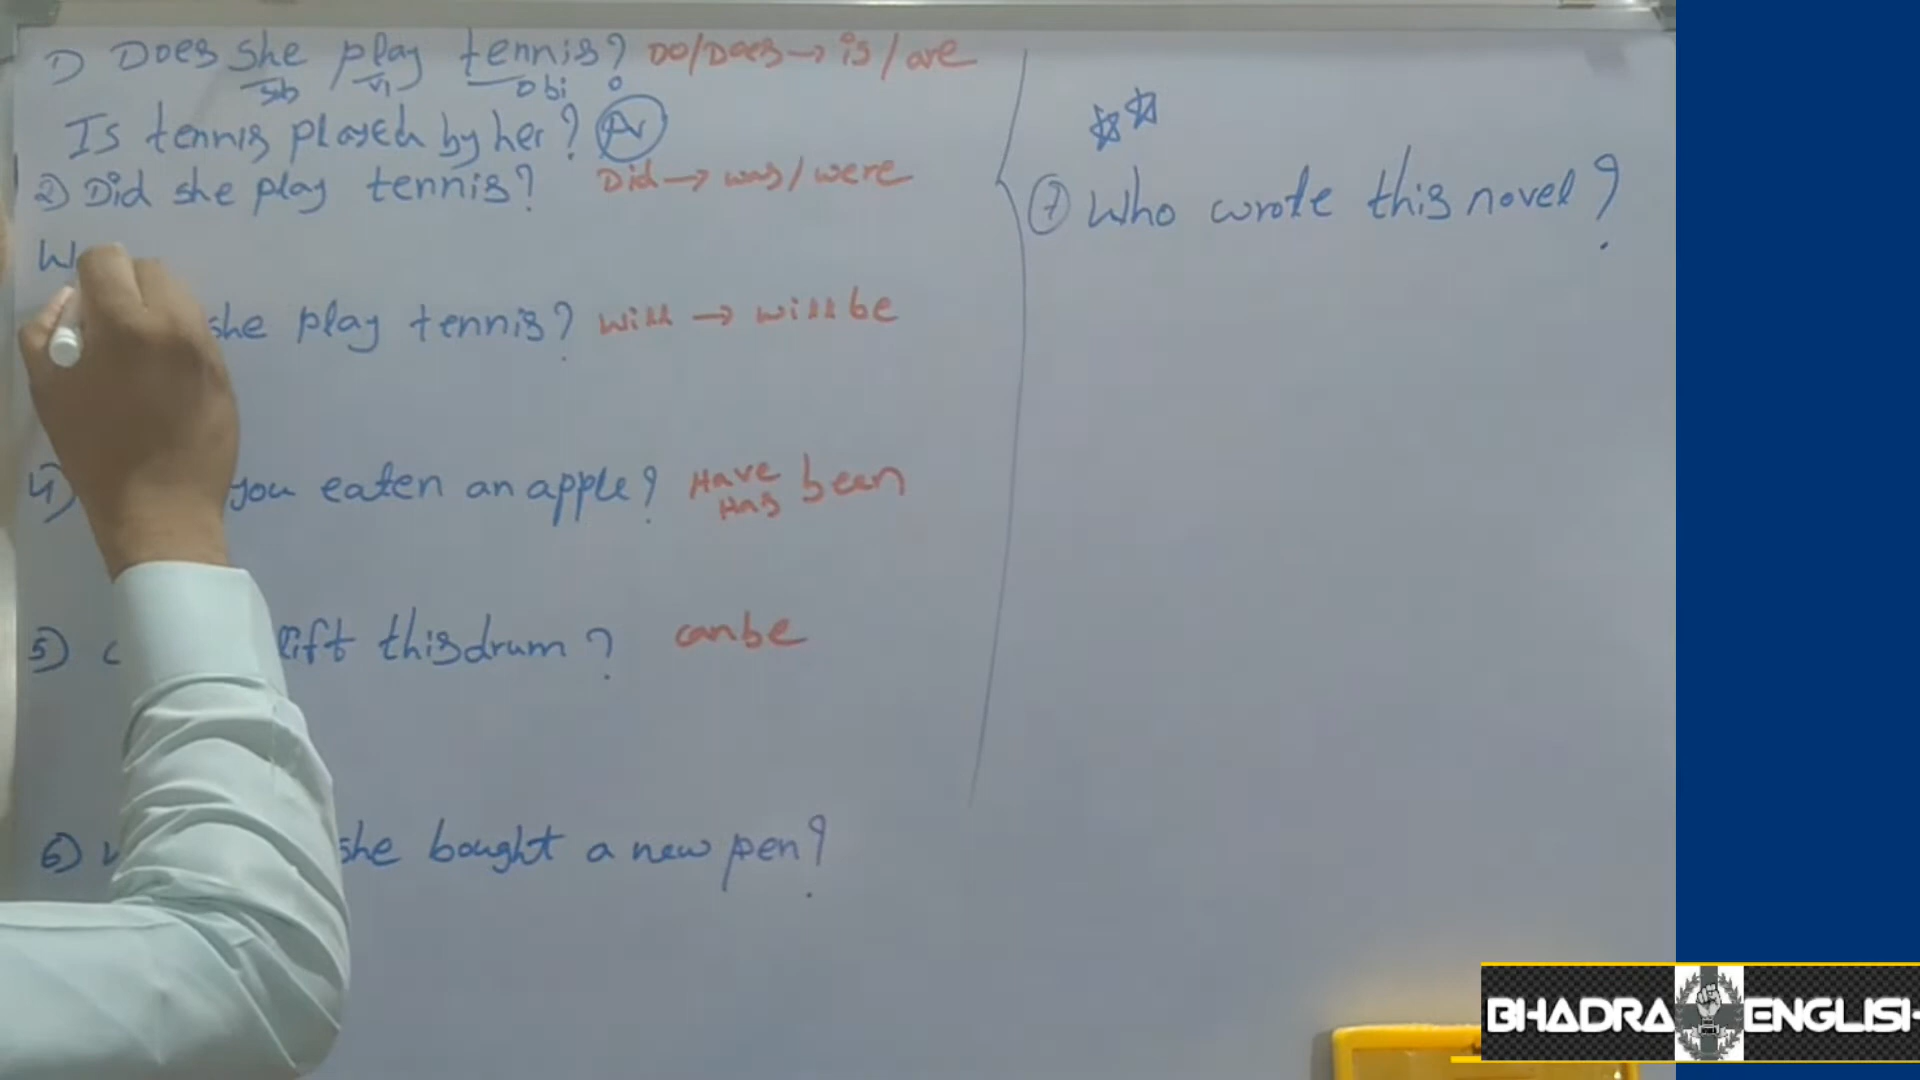 1) Does she play tennis? Do/Does → is/are
sb v1 obj
Is tennis played by her?
2) Did she play tennis? Did → was/were
she play tennis? will → will be
4) you eaten an apple? Have Has been
5) lift this drum? can be
6) she bought a new pen?
7 Who wrote this novel?
BHADRA ENGLISH